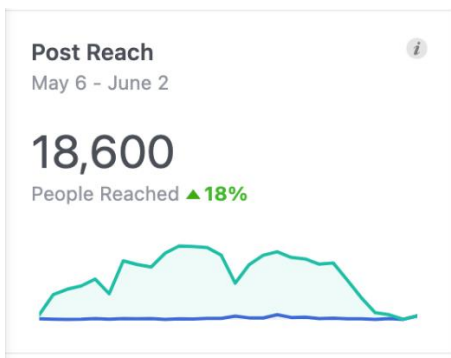 Post Reach
i
May 6 - June 2
18,600
People Reached ▲ 18%